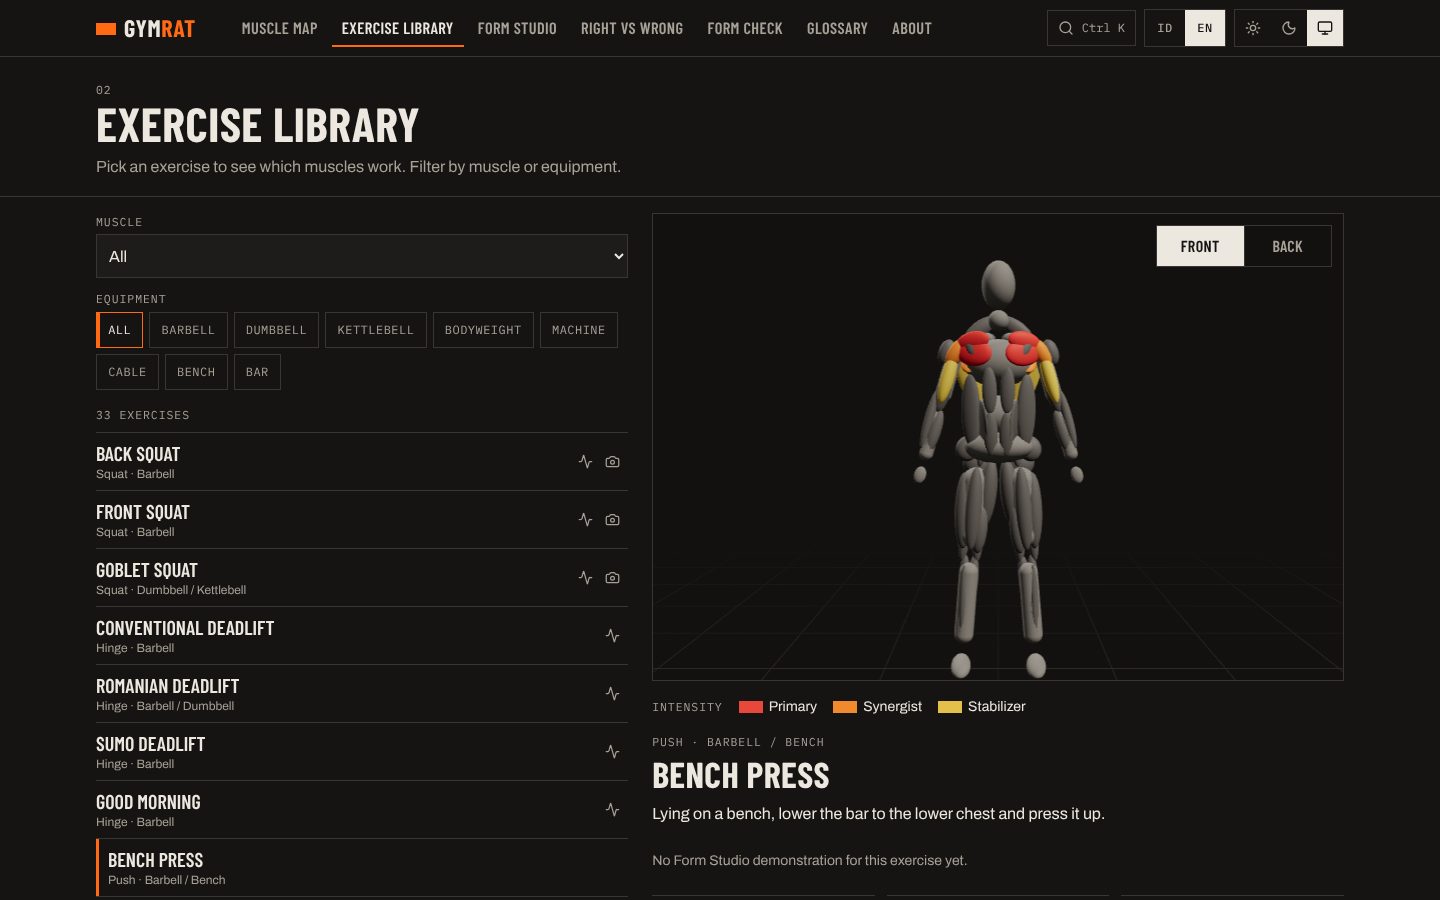 GYMRAT
MUSCLE MAP
EXERCISE LIBRARY
FORM STUDIO
RIGHT VS WRONG
FORM CHECK
GLOSSARY
ABOUT
Ctrl K
ID
EN
02
EXERCISE LIBRARY
Pick an exercise to see which muscles work. Filter by muscle or equipment.
MUSCLE
All
EQUIPMENT
ALL
BARBELL
DUMBBELL
KETTLEBELL
BODYWEIGHT
MACHINE
CABLE
BENCH
BAR
33 EXERCISES
BACK SQUAT
Squat · Barbell
FRONT SQUAT
Squat · Barbell
GOBLET SQUAT
Squat · Dumbbell / Kettlebell
CONVENTIONAL DEADLIFT
Hinge · Barbell
ROMANIAN DEADLIFT
Hinge · Barbell / Dumbbell
SUMO DEADLIFT
Hinge · Barbell
GOOD MORNING
Hinge · Barbell
BENCH PRESS
Push · Barbell / Bench
FRONT
BACK
INTENSITY
Primary
Synergist
Stabilizer
PUSH · BARBELL / BENCH
BENCH PRESS
Lying on a bench, lower the bar to the lower chest and press it up.
No Form Studio demonstration for this exercise yet.